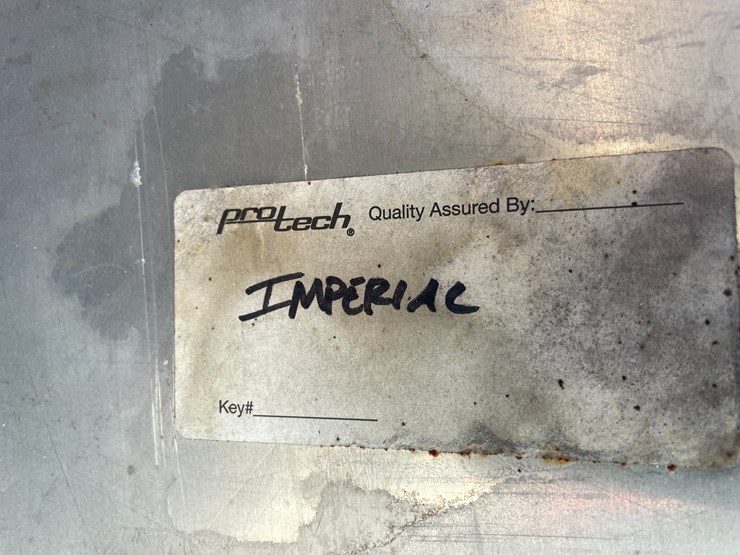 protech® Quality Assured By:
IMPERIAL
Key#